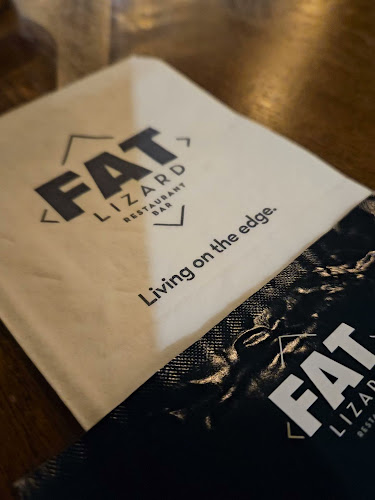 FAT
LIZARD
RESTAURANT
BAR
Living on the edge.
FAT
LIZARD